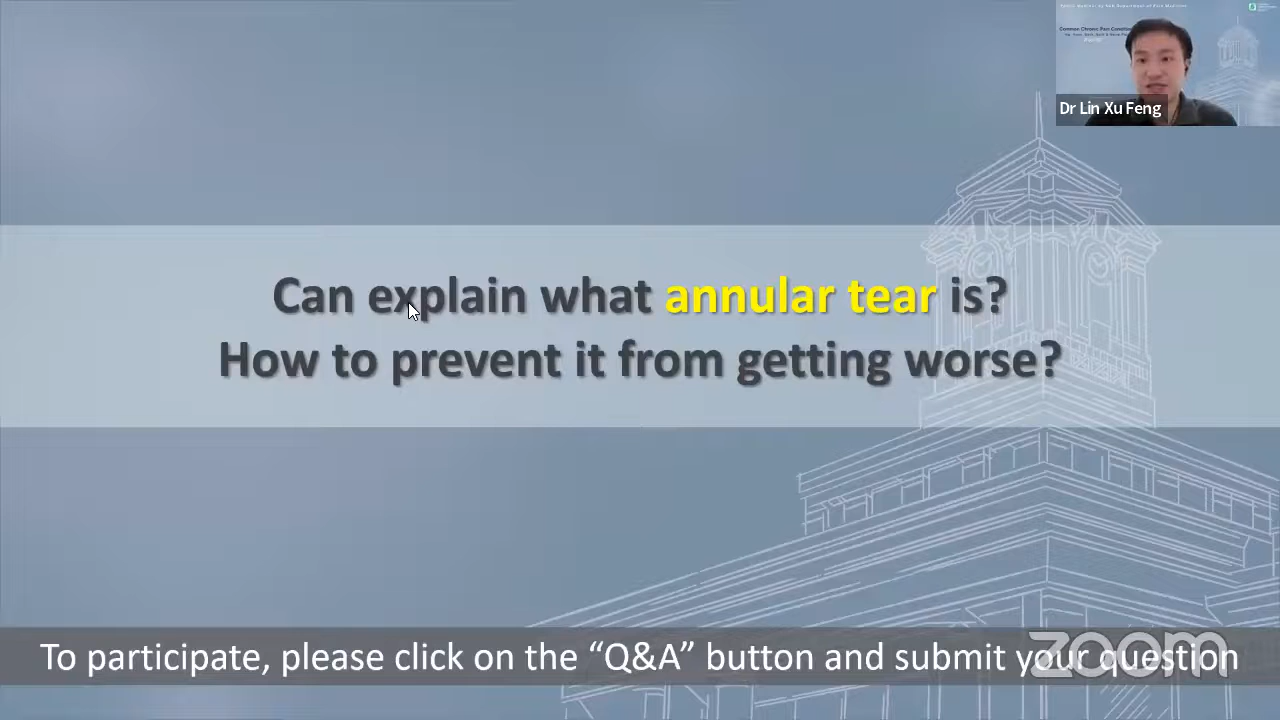 Dr Lin Xu Feng
Can explain what annular tear is?
How to prevent it from getting worse?
To participate, please click on the “Q&A” button and submit your question
zoom